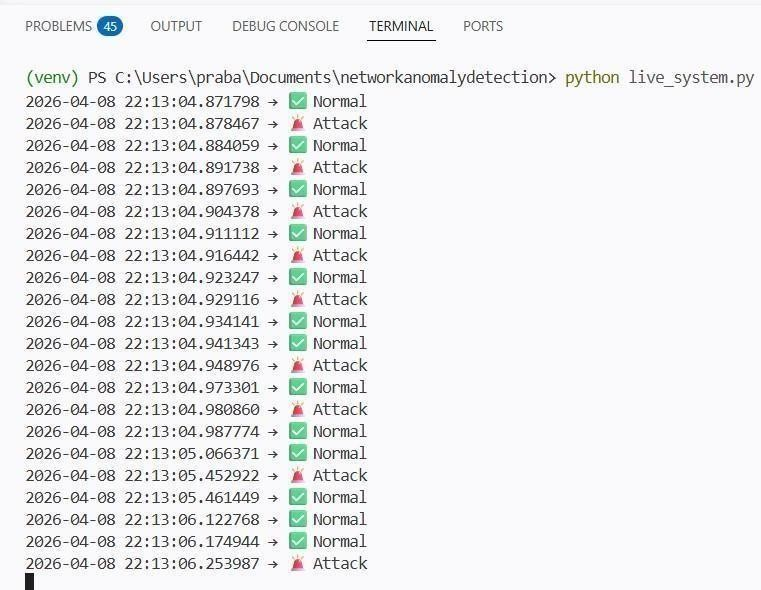 PROBLEMS 45 OUTPUT DEBUG CONSOLE TERMINAL PORTS
(venv) PS C:\Users\praba\Documents\networkanomalydetection> python live_system.py
2026-04-08 22:13:04.871798 → ✅ Normal
2026-04-08 22:13:04.878467 → 🚨 Attack
2026-04-08 22:13:04.884059 → ✅ Normal
2026-04-08 22:13:04.891738 → 🚨 Attack
2026-04-08 22:13:04.897693 → ✅ Normal
2026-04-08 22:13:04.904378 → 🚨 Attack
2026-04-08 22:13:04.911112 → ✅ Normal
2026-04-08 22:13:04.916442 → 🚨 Attack
2026-04-08 22:13:04.923247 → ✅ Normal
2026-04-08 22:13:04.929116 → 🚨 Attack
2026-04-08 22:13:04.934141 → ✅ Normal
2026-04-08 22:13:04.941343 → ✅ Normal
2026-04-08 22:13:04.948976 → 🚨 Attack
2026-04-08 22:13:04.973301 → ✅ Normal
2026-04-08 22:13:04.980860 → 🚨 Attack
2026-04-08 22:13:04.987774 → ✅ Normal
2026-04-08 22:13:05.066371 → ✅ Normal
2026-04-08 22:13:05.452922 → 🚨 Attack
2026-04-08 22:13:05.461449 → ✅ Normal
2026-04-08 22:13:06.122768 → ✅ Normal
2026-04-08 22:13:06.174944 → ✅ Normal
2026-04-08 22:13:06.253987 → 🚨 Attack